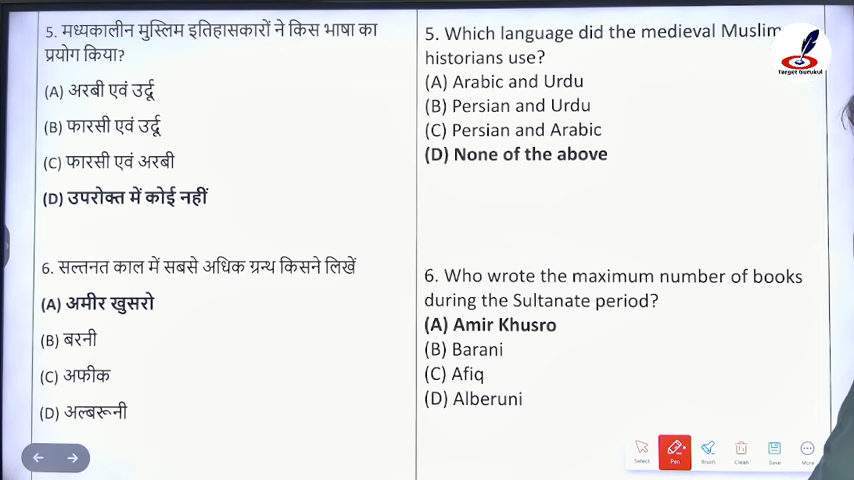 5. मध्यकालीन मुस्लिम इतिहासकारों ने किस भाषा का
प्रयोग किया?
(A) अरबी एवं उर्दू
(B) फारसी एवं उर्दू
(C) फारसी एवं अरबी
(D) उपरोक्त में कोई नहीं
6. सल्तनत काल में सबसे अधिक ग्रन्थ किसने लिखें
(A) अमीर खुसरो
(B) बरनी
(C) अफीक
(D) अल्बरूनी
5. Which language did the medieval Muslim
historians use?
(A) Arabic and Urdu
(B) Persian and Urdu
(C) Persian and Arabic
(D) None of the above
6. Who wrote the maximum number of books
during the Sultanate period?
(A) Amir Khusro
(B) Barani
(C) Afiq
(D) Alberuni
Target Gurukul
Select
Pen
Brush
Clean
Save
More